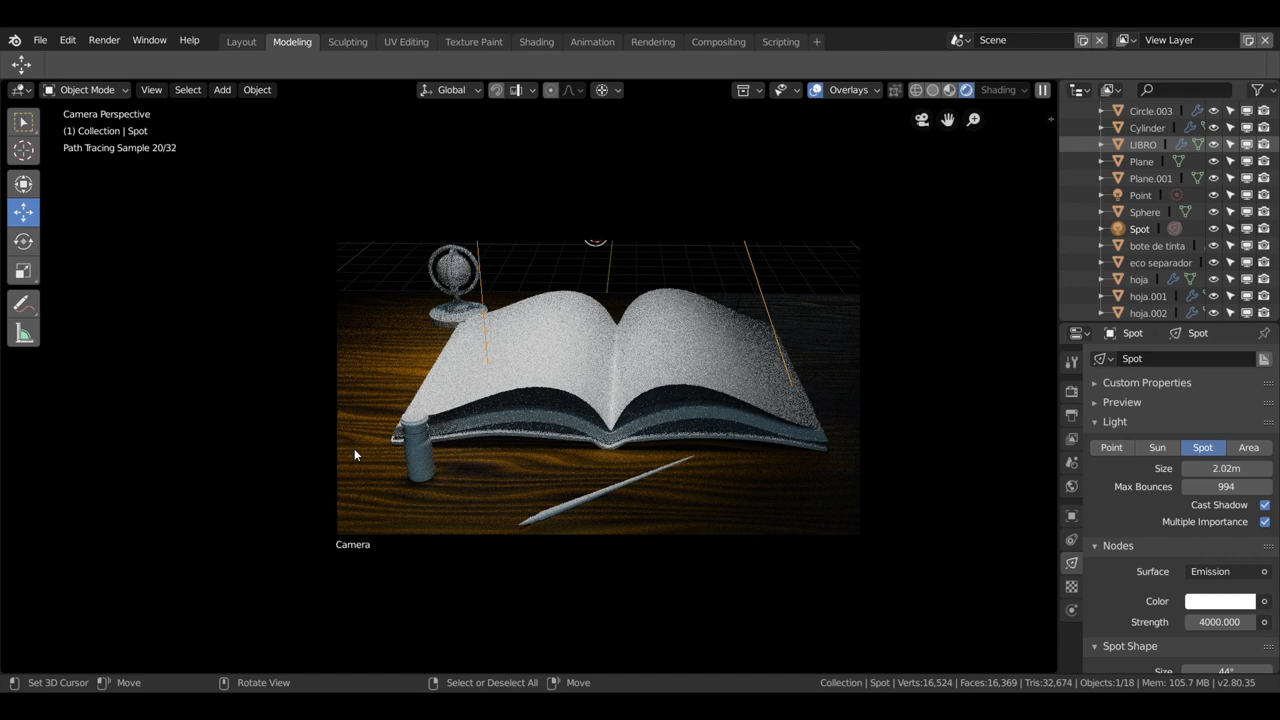 File Edit Render Window Help Layout Modeling Sculpting UV Editing Texture Paint Shading Animation Rendering Compositing Scripting + Scene View Layer
Object Mode View Select Add Object Global Overlays Shading
Camera Perspective
(1) Collection | Spot
Path Tracing Sample 20/32
Camera
Circle.003
Cylinder
LIBRO
Plane
Plane.001
Point
Sphere
Spot
bote de tinta
eco separador
hoja
hoja.001
hoja.002
Spot Spot
Spot
Custom Properties
Preview
Light
Point Sun Spot Area
Size 2.02m
Max Bounces 994
Cast Shadow
Multiple Importance
Nodes
Surface Emission
Color
Strength 4000.000
Spot Shape
Size 44°
Set 3D Cursor Move Rotate View Select or Deselect All Move Collection | Spot | Verts:16,524 | Faces:16,369 | Tris:32,674 | Objects:1/18 | Mem: 105.7 MB | v2.80.35